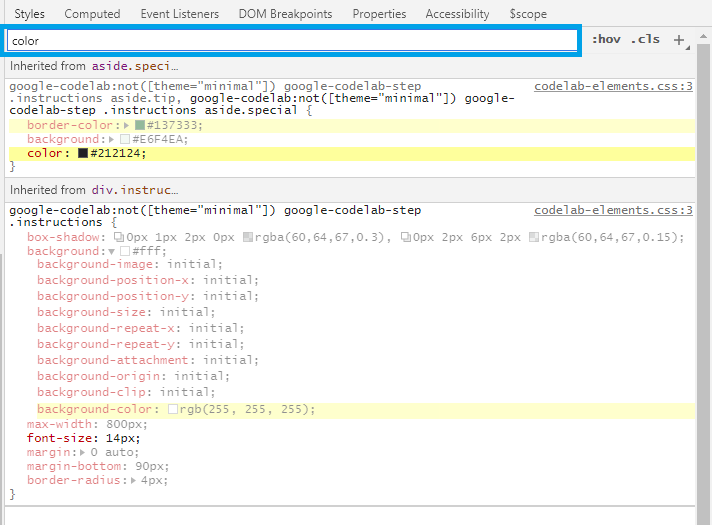 Styles Computed Event Listeners DOM Breakpoints Properties Accessibility $scope
color :hov .cls +
Inherited from aside.speci…
google-codelab:not([theme="minimal"]) google-codelab-step codelab-elements.css:3
.instructions aside.tip, google-codelab:not([theme="minimal"]) google-
codelab-step .instructions aside.special {
border-color: #137333;
background: #E6F4EA;
color: #212124;
}
Inherited from div.instruc…
google-codelab:not([theme="minimal"]) google-codelab-step codelab-elements.css:3
.instructions {
box-shadow: 0px 1px 2px 0px rgba(60,64,67,0.3), 0px 2px 6px 2px rgba(60,64,67,0.15);
background: #fff;
background-image: initial;
background-position-x: initial;
background-position-y: initial;
background-size: initial;
background-repeat-x: initial;
background-repeat-y: initial;
background-attachment: initial;
background-origin: initial;
background-clip: initial;
background-color: rgb(255, 255, 255);
max-width: 800px;
font-size: 14px;
margin: 0 auto;
margin-bottom: 90px;
border-radius: 4px;
}